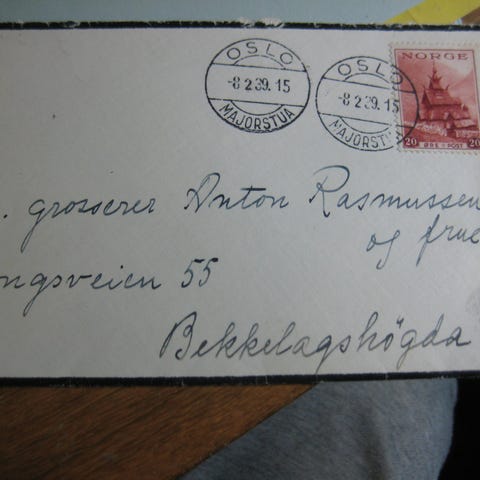 OSLO
-8 2 39. 15
MAJORSTUA
OSLO
-8 2 39. 15
MAJORSTUA
NORGE
20 ØRE POST 20
. grosserer Anton Rasmussen
og frue
ngsveien 55
Bekkelagshögda